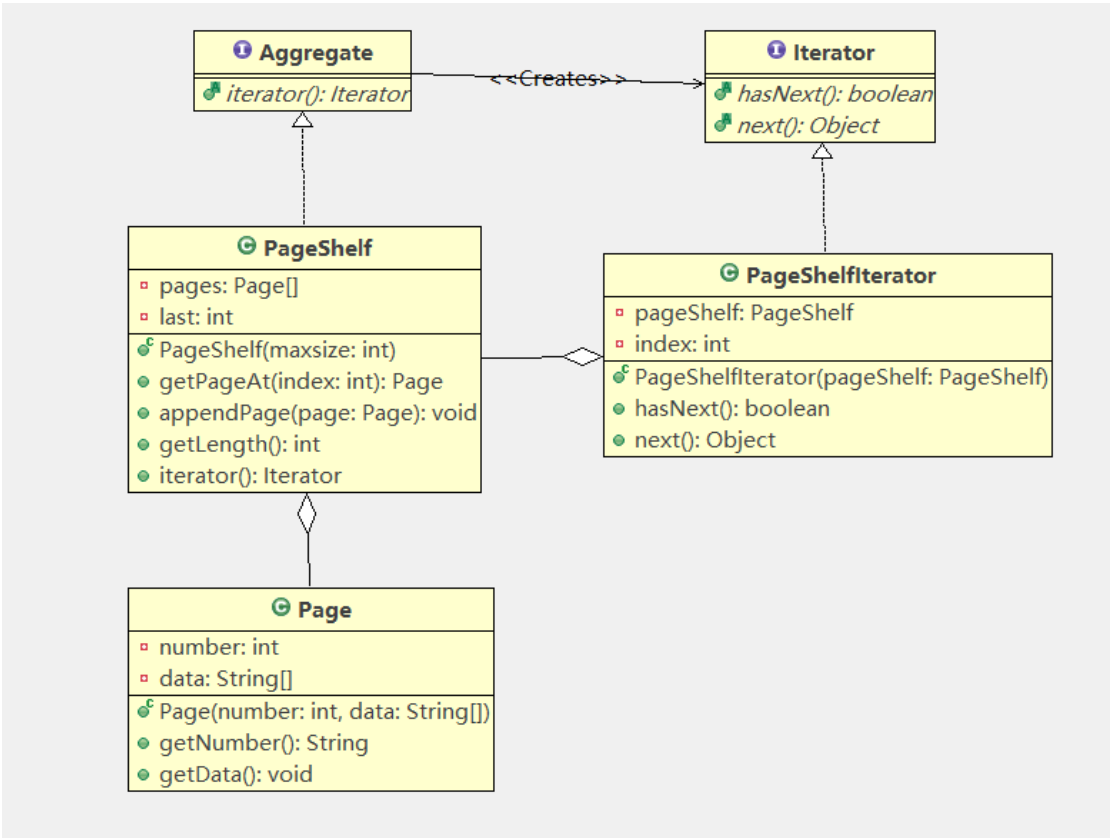 Aggregate
iterator(): Iterator
<<Creates>>
Iterator
hasNext(): boolean
next(): Object
PageShelf
pages: Page[]
last: int
PageShelf(maxsize: int)
getPageAt(index: int): Page
appendPage(page: Page): void
getLength(): int
iterator(): Iterator
PageShelfIterator
pageShelf: PageShelf
index: int
PageShelfIterator(pageShelf: PageShelf)
hasNext(): boolean
next(): Object
Page
number: int
data: String[]
Page(number: int, data: String[])
getNumber(): String
getData(): void